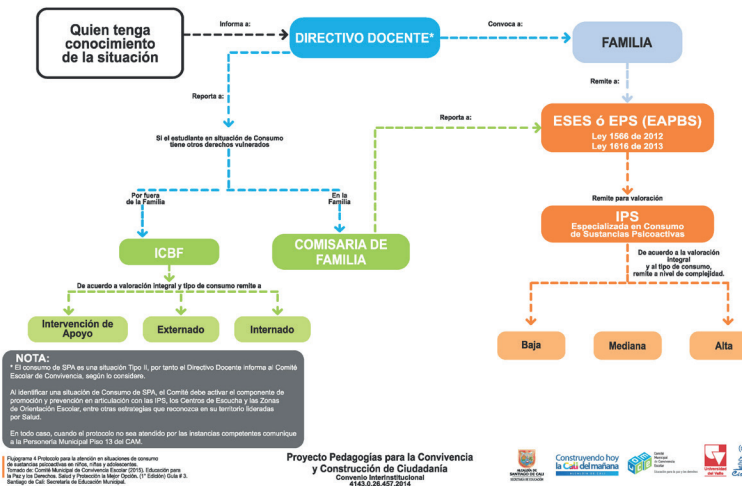 Quien tenga
conocimiento
de la situación
Informa a:
DIRECTIVO DOCENTE*
Convoca a:
FAMILIA
Remite a:
Reporta a:
Si el estudiante en situación de Consumo
tiene otros derechos vulnerados
Reporta a:
ESES ó EPS (EAPBS)
Ley 1566 de 2012
Ley 1616 de 2013
Por fuera
de la Familia
En la
Familia
Remite para valoración
ICBF
COMISARIA DE
FAMILIA
IPS
Especializada en Consumo
de Sustancias Psicoactivas
De acuerdo a valoración integral y tipo de consumo remite a
De acuerdo a la valoración
integral
y al tipo de consumo,
remite a nivel de complejidad.
Intervención de
Apoyo
Externado
Internado
Baja
Mediana
Alta
NOTA:
* El consumo de SPA es una situación Tipo II, por tanto el Directivo Docente informa al Comité
Escolar de Convivencia, según lo considere.
Al identificar una situación de Consumo de SPA, el Comité debe activar el componente de
promoción y prevención en articulación con las IPS, los Centros de Escucha y las Zonas
de Orientación Escolar, entre otras estrategias que reconozca en su territorio lideradas
por Salud.
En todo caso, cuando el protocolo no sea atendido por las instancias competentes comunique
a la Personería Municipal Piso 13 del CAM.
Flujograma 4 Protocolo para la atención en situaciones de consumo
de sustancias psicoactivas en niños, niñas y adolescentes.
Tomado de: Comité Municipal de Convivencia Escolar (2015). Educación para
la Paz y los Derechos. Salud y Protección la Mejor Opción. (1° Edición) Guía # 3.
Santiago de Cali: Secretaría de Educación Municipal.
Proyecto Pedagogías para la Convivencia
y Construcción de Ciudadanía
Convenio Interinstitucional
4143.0.26.457.2014
SANTIAGO DE CALI
Construyendo hoy
la Cali del mañana
Comité
Municipal
de Convivencia
Escolar
Universidad
del Valle